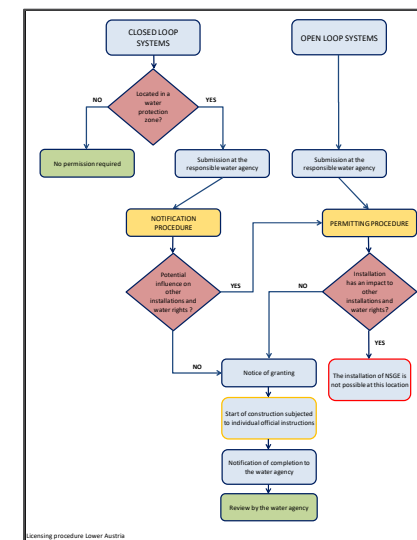 CLOSED LOOP
SYSTEMS
OPEN LOOP SYSTEMS
Located in a
water
protection
zone?
NO
YES
No permission required
Submission at the
responsible water agency
Submission at the
responsible water agency
NOTIFICATION
PROCEDURE
PERMITTING PROCEDURE
Potential
influence on
other
installations
and water
rights ?
YES
NO
Installation
has an impact to
other
installations and
water rights?
YES
NO
Notice of granting
The installation of NSGE is
not possible at this location
Start of construction subjected
to individual official instructions
Notification of completion to
the water agency
Review by the water agency
Licensing procedure Lower Austria